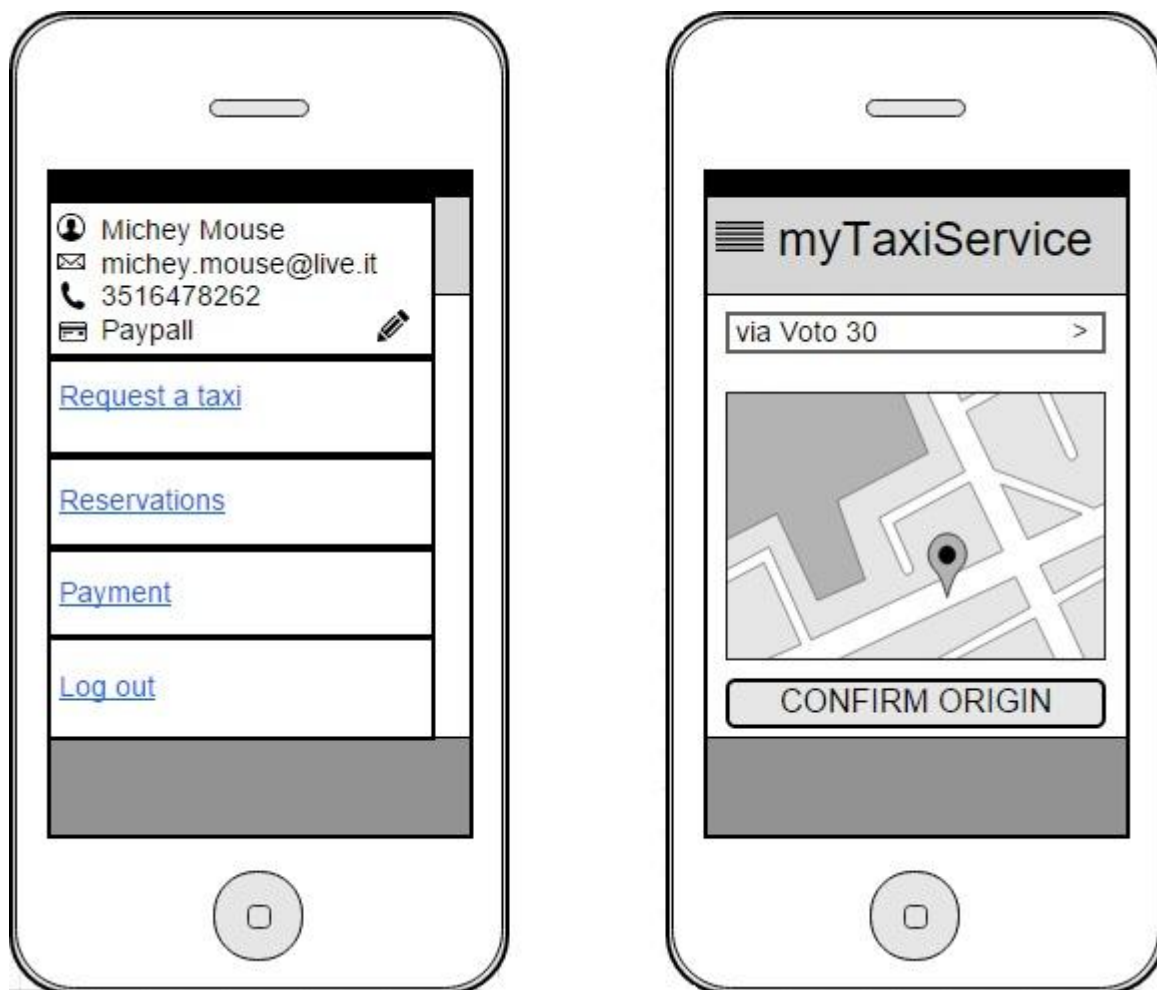 Michey Mouse
michey.mouse@live.it
3516478262
Paypall
Request a taxi
Reservations
Payment
Log out
myTaxiService
via Voto 30 >
CONFIRM ORIGIN